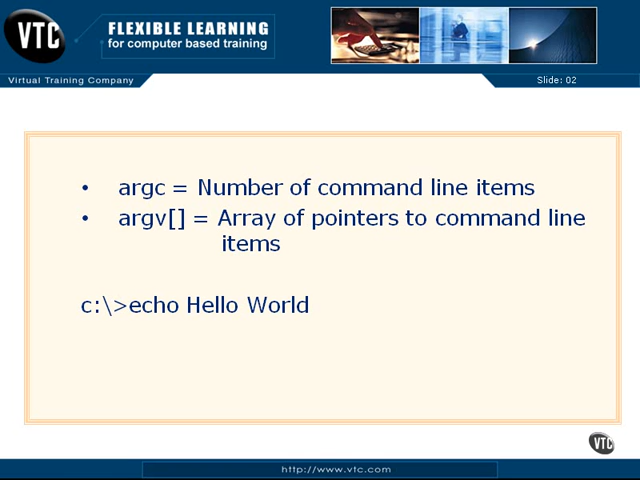 VTC
FLEXIBLE LEARNING
for computer based training
Virtual Training Company
Slide: 02
• argc = Number of command line items
• argv[] = Array of pointers to command line
items
c:\>echo Hello World
VTC
http://www.vtc.com